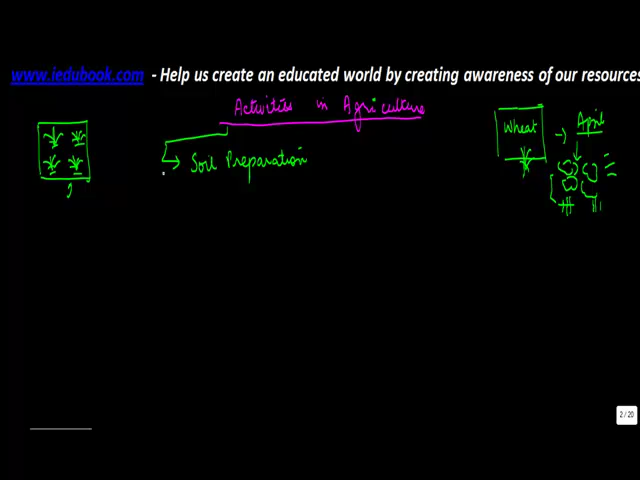 www.iedubook.com - Help us create an educated world by creating awareness of our resources
Activities in Agriculture
Soil Preparation
Wheat
April
2 / 20